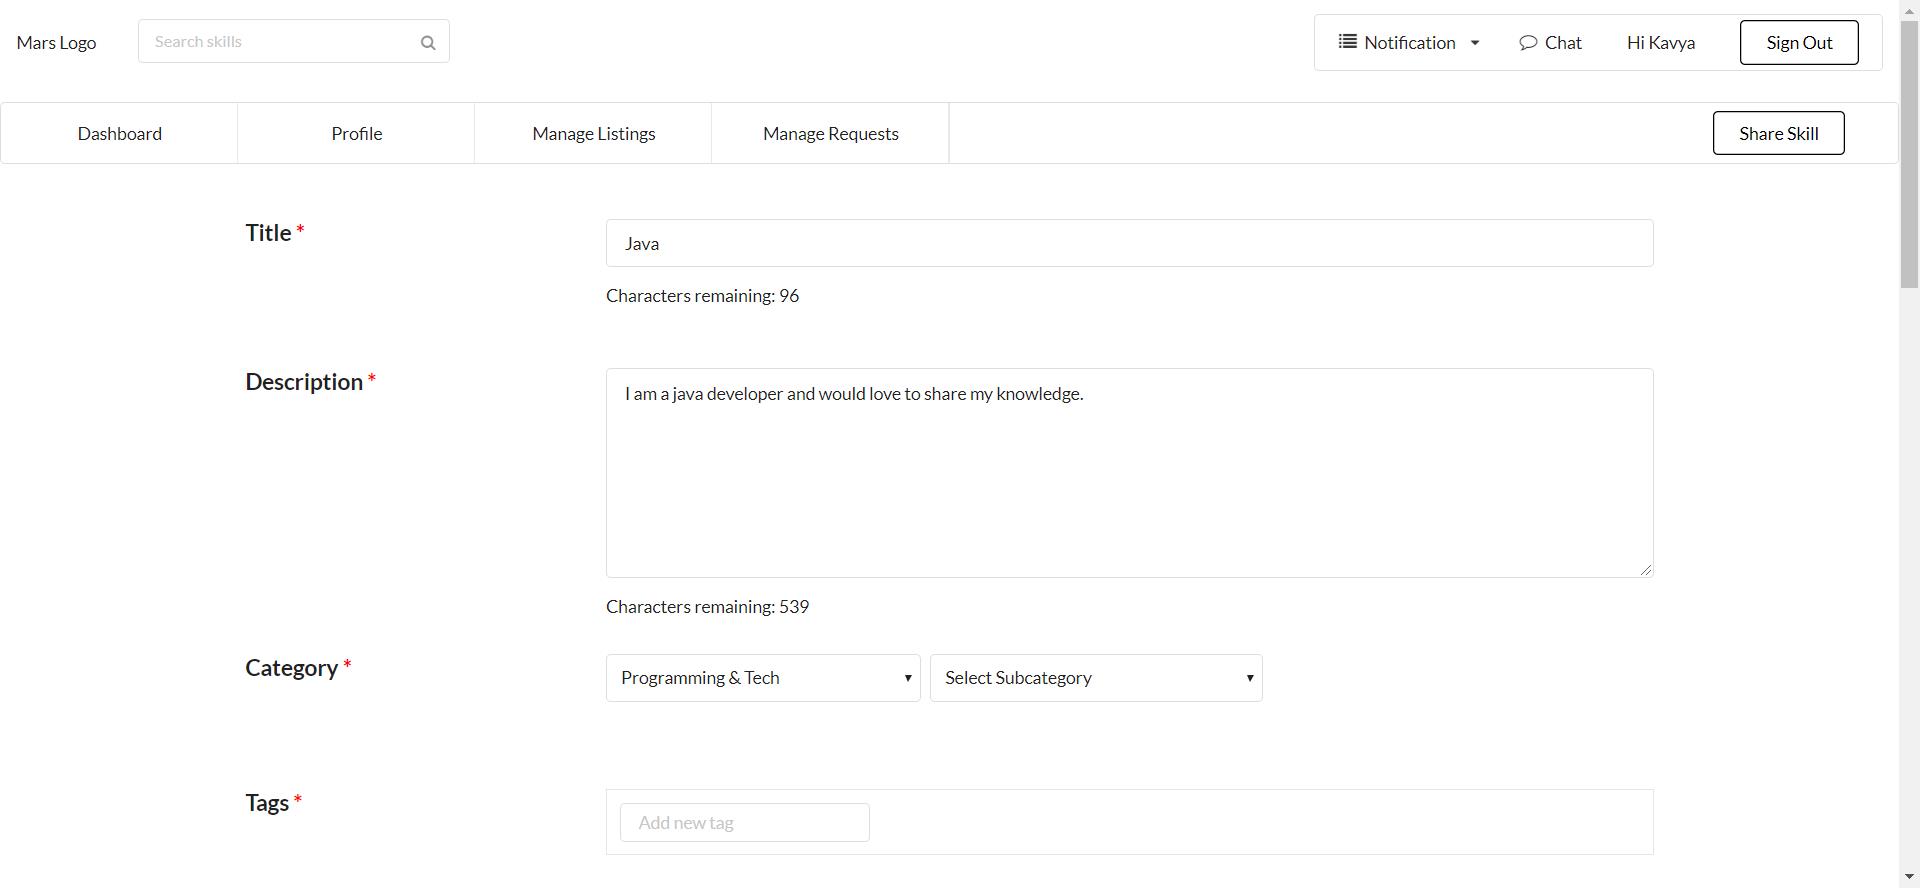 Mars Logo
Search skills
Notification
Chat
Hi Kavya
Sign Out
Dashboard
Profile
Manage Listings
Manage Requests
Share Skill
Title *
Java
Characters remaining: 96
Description *
I am a java developer and would love to share my knowledge.
Characters remaining: 539
Category *
Programming & Tech
Select Subcategory
Tags *
Add new tag